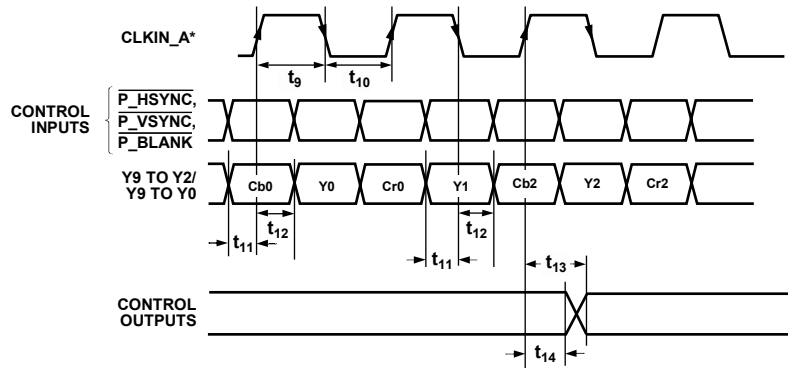 CLKIN_A*
t9
t10
CONTROL INPUTS
P_HSYNC,
P_VSYNC,
P_BLANK
Y9 TO Y2/
Y9 TO Y0
Cb0
Y0
Cr0
Y1
Cb2
Y2
Cr2
t11
t12
t11
t12
t13
CONTROL
OUTPUTS
t14